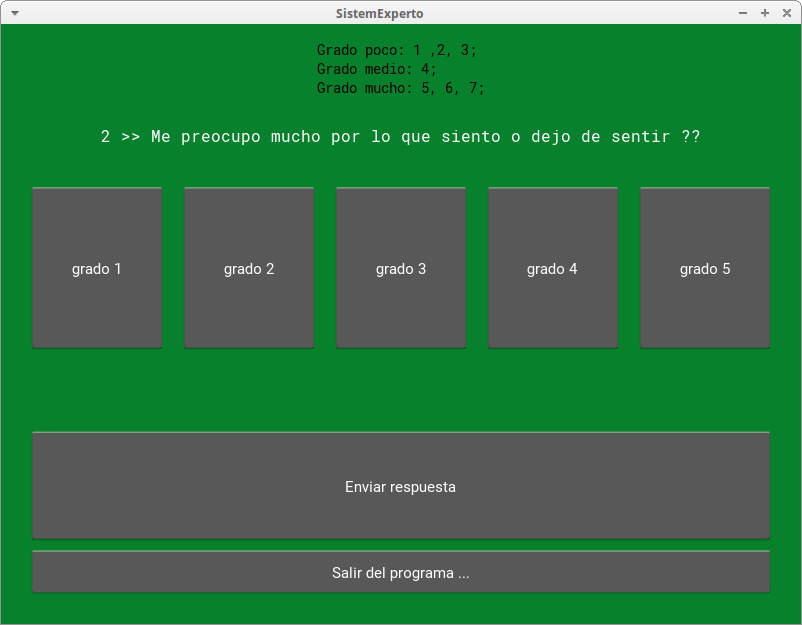 SistemExperto
Grado poco: 1 ,2, 3;
Grado medio: 4;
Grado mucho: 5, 6, 7;
2 >> Me preocupo mucho por lo que siento o dejo de sentir ??
grado 1 grado 2 grado 3 grado 4 grado 5
Enviar respuesta
Salir del programa ...